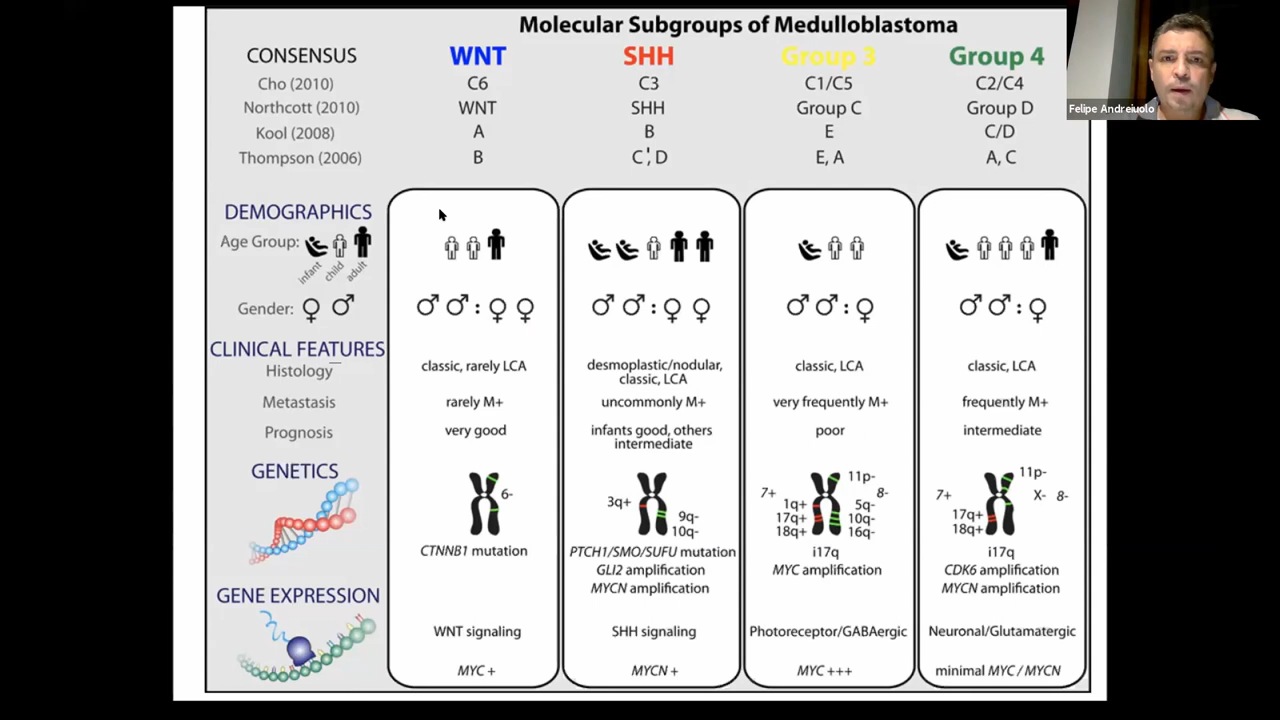 Molecular Subgroups of Medulloblastoma
CONSENSUS WNT SHH Group 3 Group 4
Cho (2010) C6 C3 C1/C5 C2/C4
Northcott (2010) WNT SHH Group C Group D
Kool (2008) A B E C/D
Thompson (2006) B C', D E, A A, C
Felipe Andreiuolo
DEMOGRAPHICS
Age Group:
infant child adult
Gender: ♀ ♂ ♂ ♂ : ♀ ♀ ♂ ♂ : ♀ ♀ ♂ ♂ : ♀ ♂ ♂ : ♀
CLINICAL FEATURES
Histology classic, rarely LCA desmoplastic/nodular, classic, LCA classic, LCA
classic, LCA
Metastasis rarely M+ uncommonly M+ very frequently M+ frequently M+
Prognosis very good infants good, others poor intermediate
intermediate
GENETICS
6-
3q+
9q-
10q-
7+ 11p-
8-
1q+ 5q-
17q+ 10q-
18q+ 16q-
11p-
7+ X- 8-
17q+
18q+
CTNNB1 mutation PTCH1/SMO/SUFU mutation i17q i17q
GLI2 amplification MYC amplification CDK6 amplification
MYCN amplification MYCN amplification
GENE EXPRESSION
WNT signaling SHH signaling Photoreceptor/GABAergic Neuronal/Glutamatergic
MYC + MYCN + MYC +++ minimal MYC / MYCN